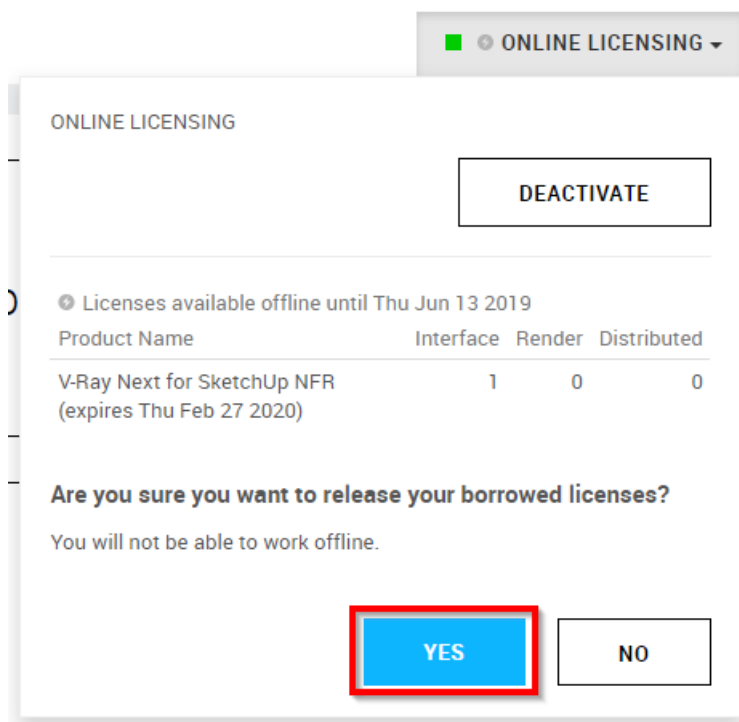 ONLINE LICENSING
ONLINE LICENSING
DEACTIVATE
Licenses available offline until Thu Jun 13 2019
Product Name Interface Render Distributed
V-Ray Next for SketchUp NFR 1 0 0
(expires Thu Feb 27 2020)
Are you sure you want to release your borrowed licenses?
You will not be able to work offline.
YES NO